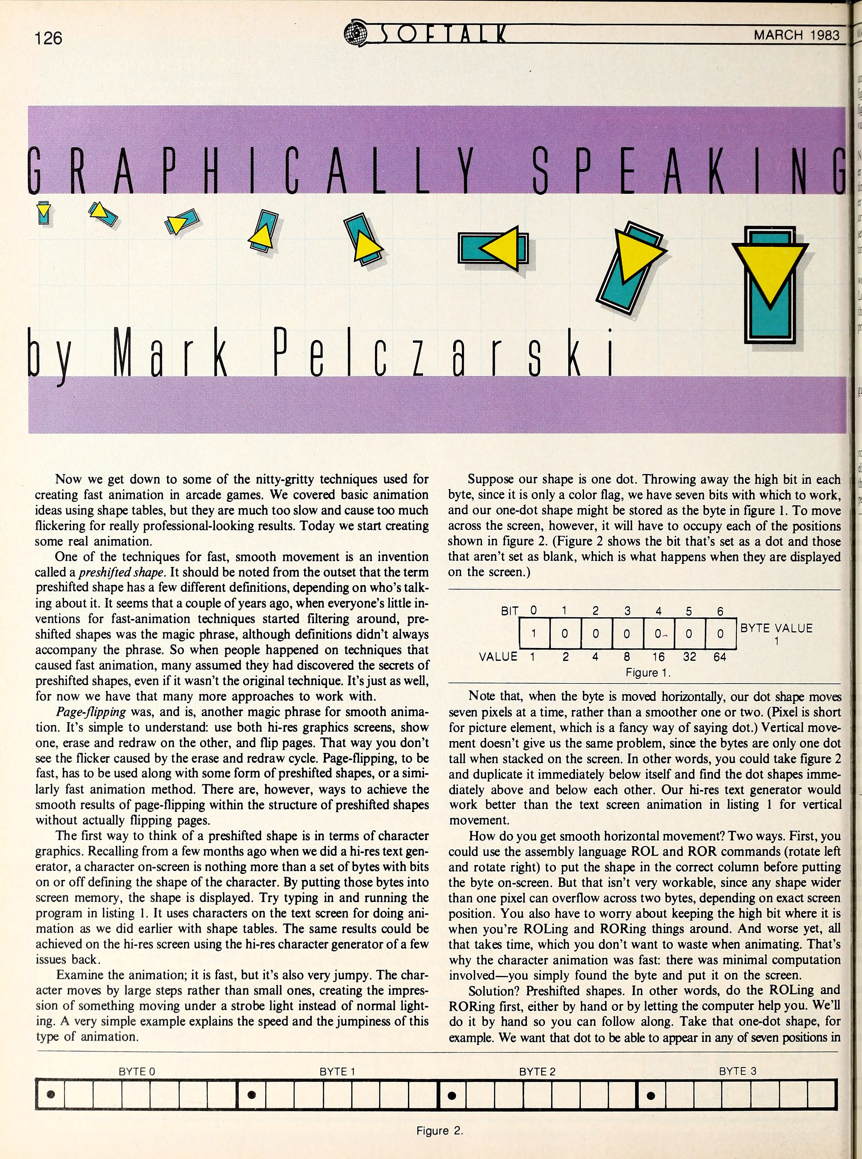 126
SOFTALK
MARCH 1983
GRAPHICALLY SPEAKING
by Mark Pelczarski
Now we get down to some of the nitty-gritty techniques used for
creating fast animation in arcade games. We covered basic animation
ideas using shape tables, but they are much too slow and cause too much
flickering for really professional-looking results. Today we start creating
some real animation.
One of the techniques for fast, smooth movement is an invention
called a preshifted shape. It should be noted from the outset that the term
preshifted shape has a few different definitions, depending on who's talk-
ing about it. It seems that a couple of years ago, when everyone's little in-
ventions for fast-animation techniques started filtering around, pre-
shifted shapes was the magic phrase, although definitions didn't always
accompany the phrase. So when people happened on techniques that
caused fast animation, many assumed they had discovered the secrets of
preshifted shapes, even if it wasn't the original technique. It's just as well,
for now we have that many more approaches to work with.
Page-flipping was, and is, another magic phrase for smooth anima-
tion. It's simple to understand: use both hi-res graphics screens, show
one, erase and redraw on the other, and flip pages. That way you don't
see the flicker caused by the erase and redraw cycle. Page-flipping, to be
fast, has to be used along with some form of preshifted shapes, or a simi-
larly fast animation method. There are, however, ways to achieve the
smooth results of page-flipping within the structure of preshifted shapes
without actually flipping pages.
The first way to think of a preshifted shape is in terms of character
graphics. Recalling from a few months ago when we did a hi-res text gen-
erator, a character on-screen is nothing more than a set of bytes with bits
on or off defining the shape of the character. By putting those bytes into
screen memory, the shape is displayed. Try typing in and running the
program in listing 1. It uses characters on the text screen for doing ani-
mation as we did earlier with shape tables. The same results could be
achieved on the hi-res screen using the hi-res character generator of a few
issues back.
Examine the animation; it is fast, but it's also very jumpy. The char-
acter moves by large steps rather than small ones, creating the impres-
sion of something moving under a strobe light instead of normal light-
ing. A very simple example explains the speed and the jumpiness of this
type of animation.
Suppose our shape is one dot. Throwing away the high bit in each
byte, since it is only a color flag, we have seven bits with which to work,
and our one-dot shape might be stored as the byte in figure 1. To move
across the screen, however, it will have to occupy each of the positions
shown in figure 2. (Figure 2 shows the bit that's set as a dot and those
that aren't set as blank, which is what happens when they are displayed
on the screen.)
BIT 0 1 2 3 4 5 6
1 0 0 0 0 0 0 BYTE VALUE
1
VALUE 1 2 4 8 16 32 64
Figure 1.
Note that, when the byte is moved horizontally, our dot shape moves
seven pixels at a time, rather than a smoother one or two. (Pixel is short
for picture element, which is a fancy way of saying dot.) Vertical move-
ment doesn't give us the same problem, since the bytes are only one dot
tall when stacked on the screen. In other words, you could take figure 2
and duplicate it immediately below itself and find the dot shapes imme-
diately above and below each other. Our hi-res text generator would
work better than the text screen animation in listing 1 for vertical
movement.
How do you get smooth horizontal movement? Two ways. First, you
could use the assembly language ROL and ROR commands (rotate left
and rotate right) to put the shape in the correct column before putting
the byte on-screen. But that isn't very workable, since any shape wider
than one pixel can overflow across two bytes, depending on exact screen
position. You also have to worry about keeping the high bit where it is
when you're ROLing and RORing things around. And worse yet, all
that takes time, which you don't want to waste when animating. That's
why the character animation was fast: there was minimal computation
involved—you simply found the byte and put it on the screen.
Solution? Preshifted shapes. In other words, do the ROLing and
RORing first, either by hand or by letting the computer help you. We'll
do it by hand so you can follow along. Take that one-dot shape, for
example. We want that dot to be able to appear in any of seven positions in
BYTE 0 BYTE 1 BYTE 2 BYTE 3
Figure 2.